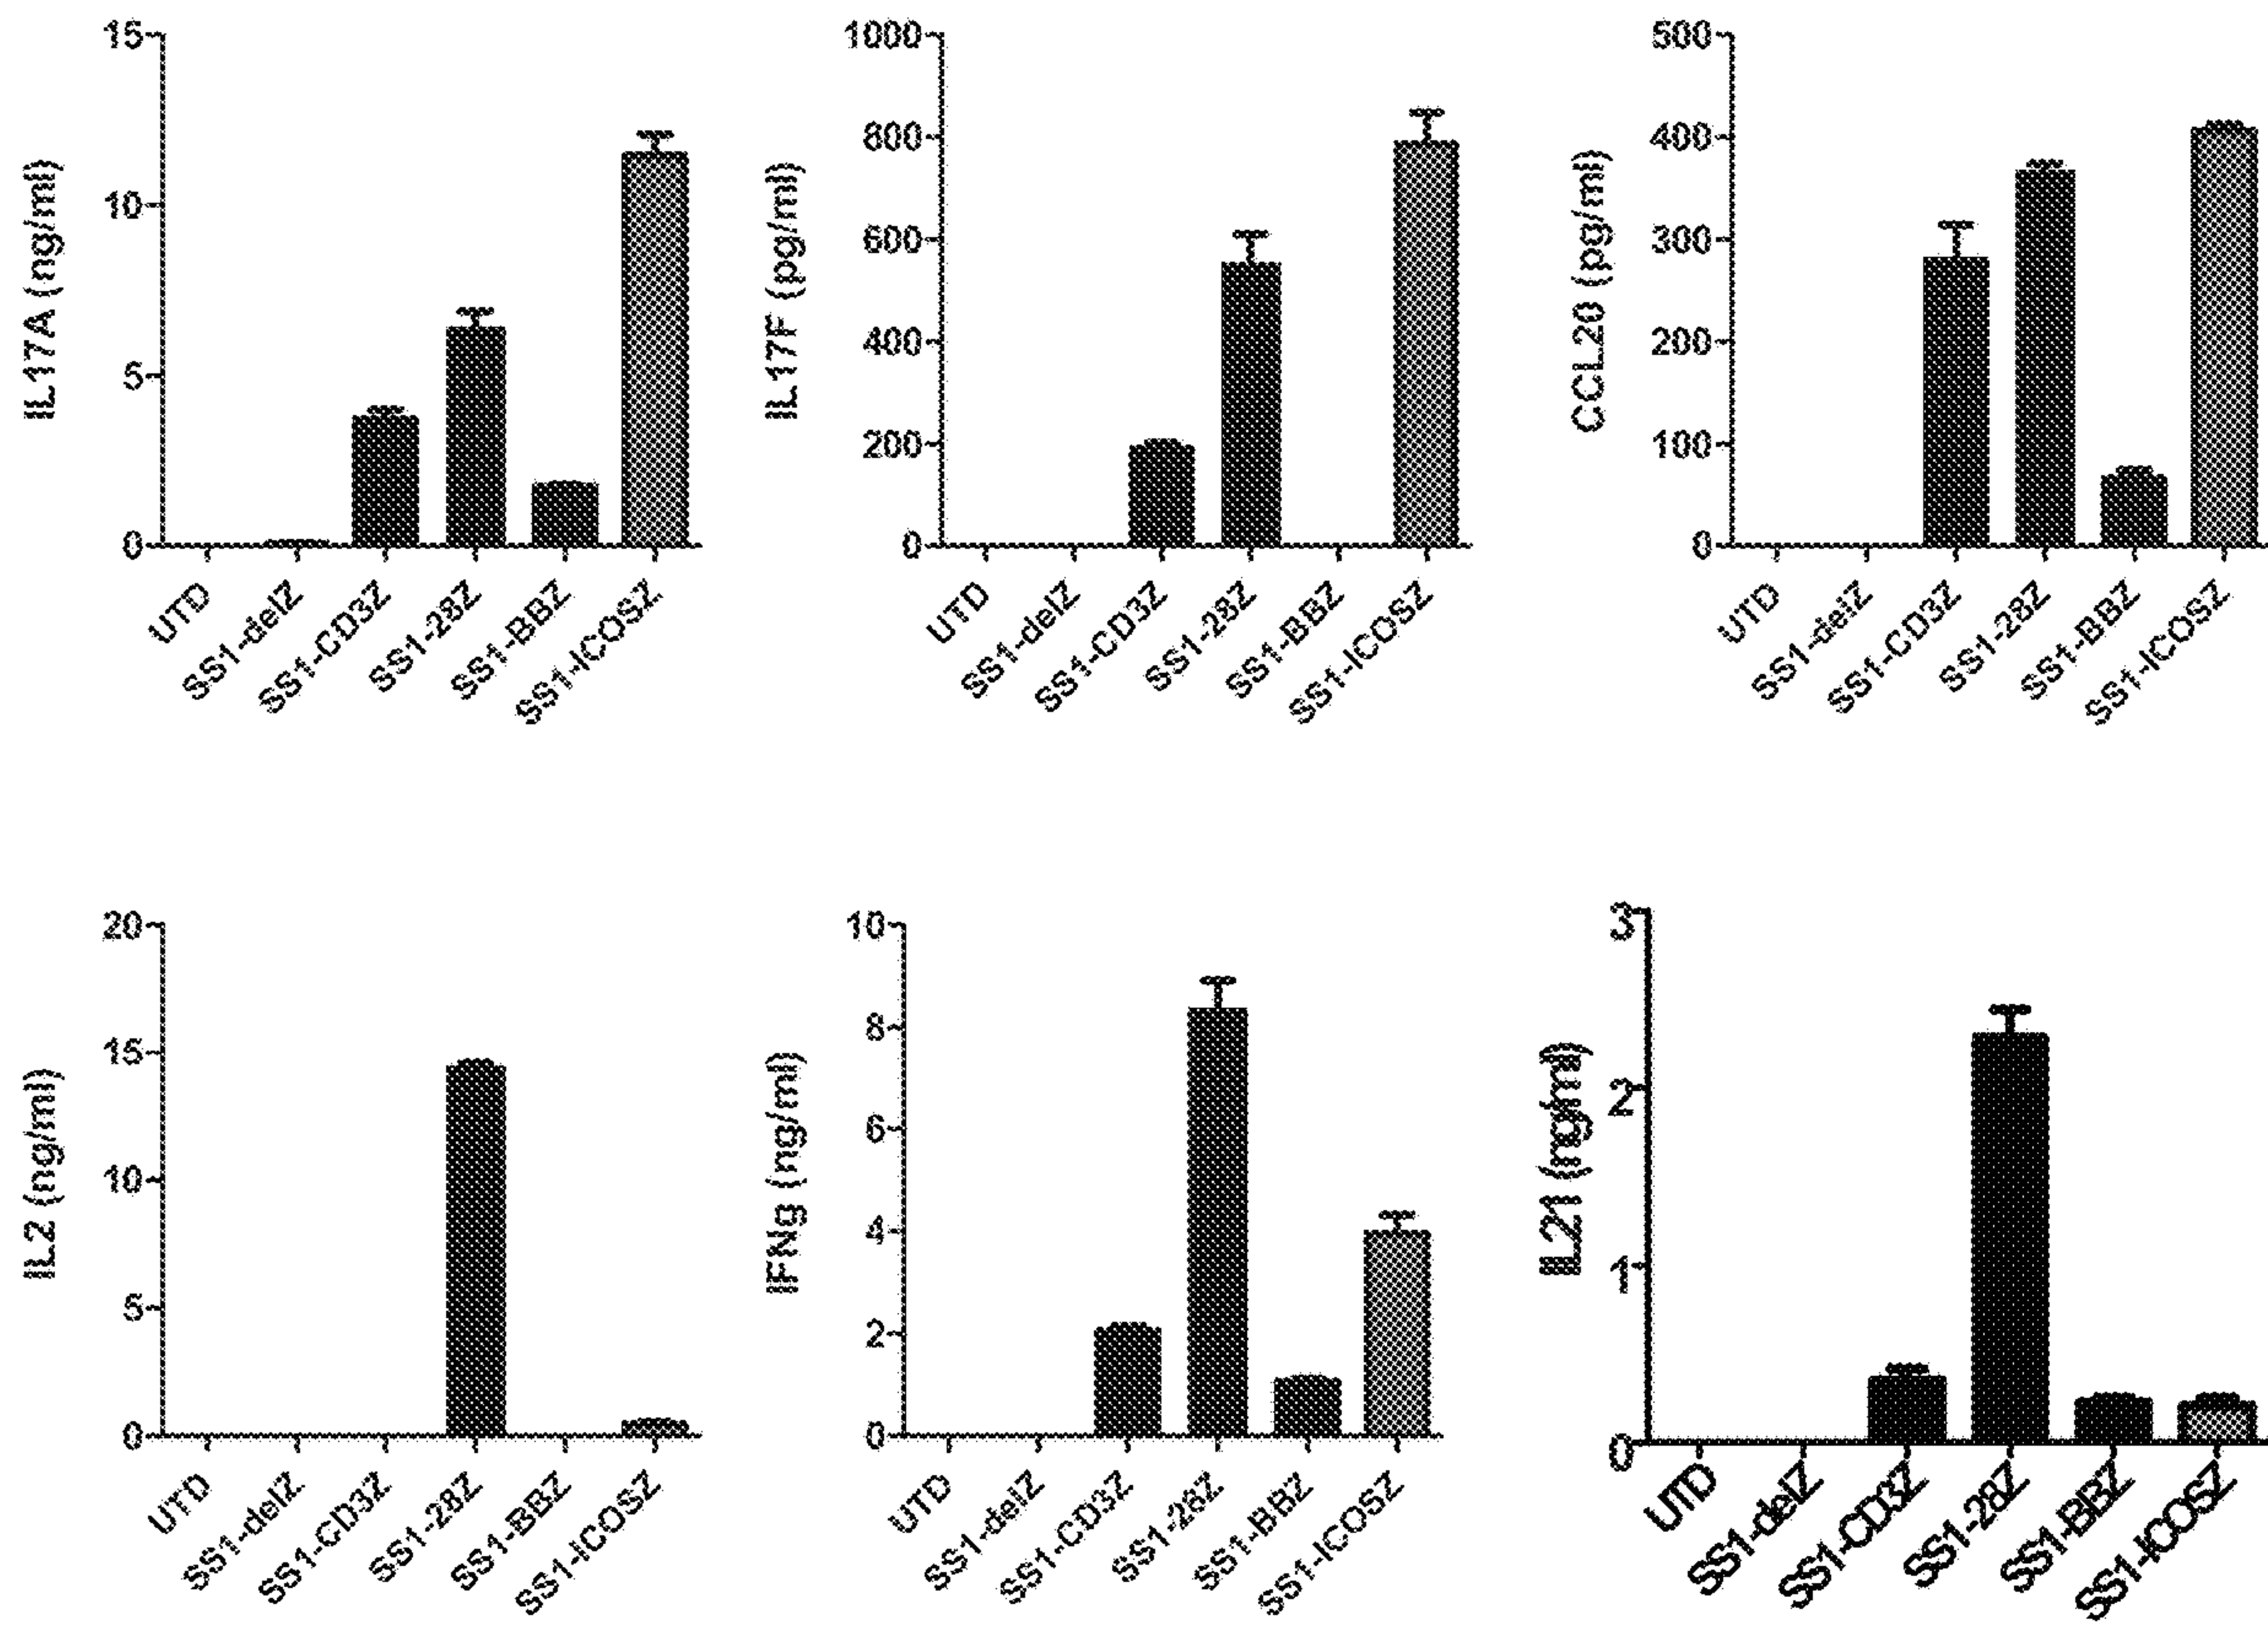 IL17A (ng/ml)
15
10
5
0
UTD
SS1-delZ
SS1-CD3Z
SS1-28Z
SS1-BBZ
SS1-ICOSZ
IL17F (pg/ml)
1000
800
600
400
200
0
UTD
SS1-delZ
SS1-CD3Z
SS1-28Z
SS1-BBZ
SS1-ICOSZ
CCL20 (pg/ml)
500
400
300
200
100
0
UTD
SS1-delZ
SS1-CD3Z
SS1-28Z
SS1-BBZ
SS1-ICOSZ
IL2 (ng/ml)
20
15
10
5
0
UTD
SS1-delZ
SS1-CD3Z
SS1-28Z
SS1-BBZ
SS1-ICOSZ
IFNg (ng/ml)
10
8
6
4
2
0
UTD
SS1-delZ
SS1-CD3Z
SS1-28Z
SS1-BBZ
SS1-ICOSZ
IL21 (ng/ml)
3
2
1
0
UTD
SS1-delZ
SS1-CD3Z
SS1-28Z
SS1-BBZ
SS1-ICOSZ